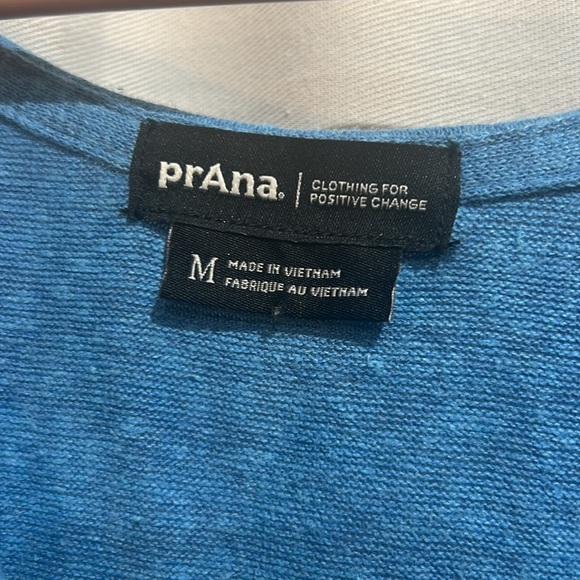 prAna.
CLOTHING FOR
POSITIVE CHANGE
M
MADE IN VIETNAM
FABRIQUE AU VIETNAM